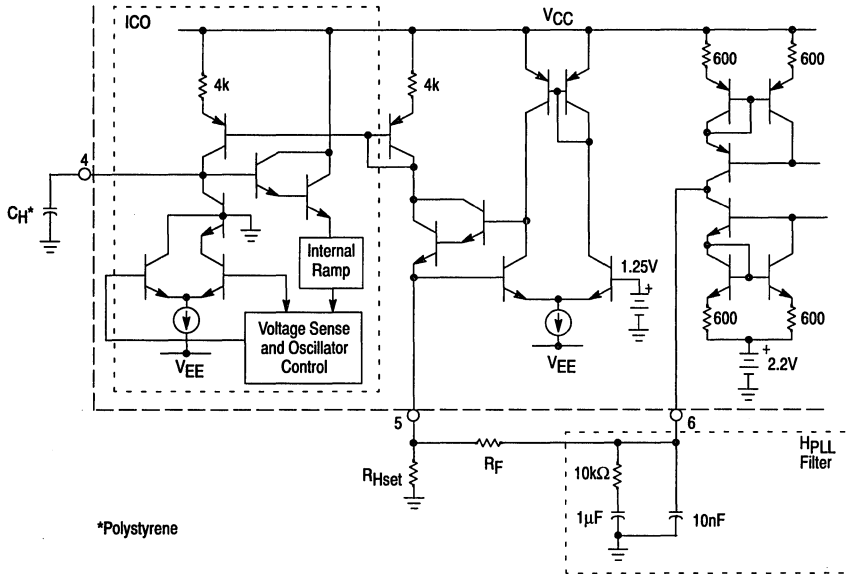 ICO
VCC
4k
4k
600
600
4
CH*
Internal
Ramp
1.25V
+
Voltage Sense
and Oscillator
Control
VEE
VEE
600
600
+
2.2V
5
6
RHset
RF
10kΩ
1µF
10nF
HPLL
Filter
*Polystyrene